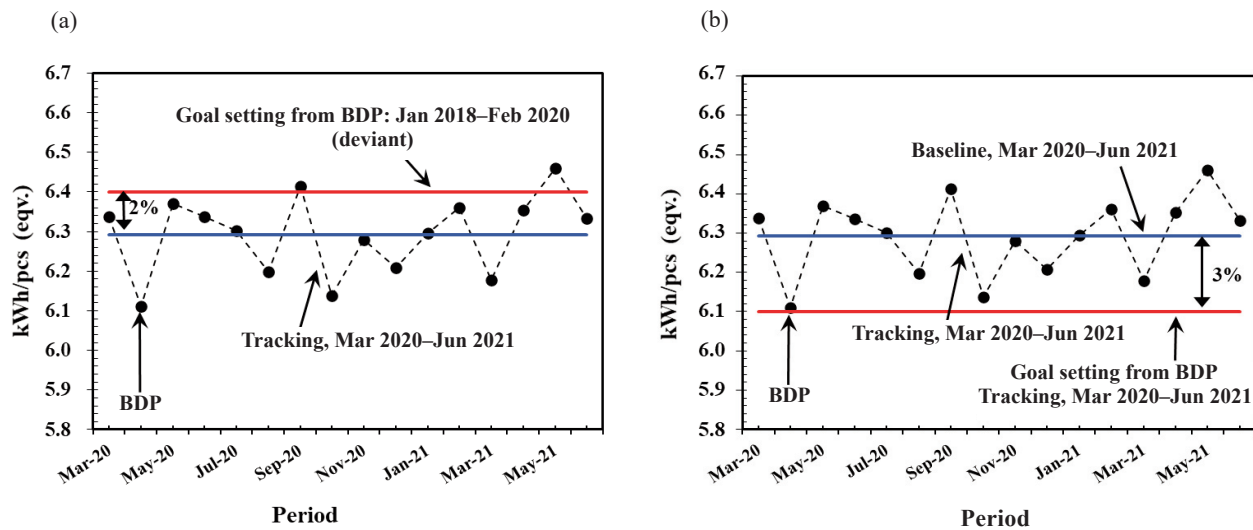 (a)
6.7
6.6
6.5
6.4
6.3
6.2
6.1
6.0
5.9
5.8
kWh/pcs (eqv.)
Goal setting from BDP: Jan 2018–Feb 2020
(deviant)
2%
Tracking, Mar 2020–Jun 2021
BDP
Mar-20
May-20
Jul-20
Sep-20
Nov-20
Jan-21
Mar-21
May-21
Period
(b)
6.7
6.6
6.5
6.4
6.3
6.2
6.1
6.0
5.9
5.8
kWh/pcs (eqv.)
Baseline, Mar 2020–Jun 2021
3%
Tracking, Mar 2020–Jun 2021
BDP
Goal setting from BDP
Tracking, Mar 2020–Jun 2021
Mar-20
May-20
Jul-20
Sep-20
Nov-20
Jan-21
Mar-21
May-21
Period